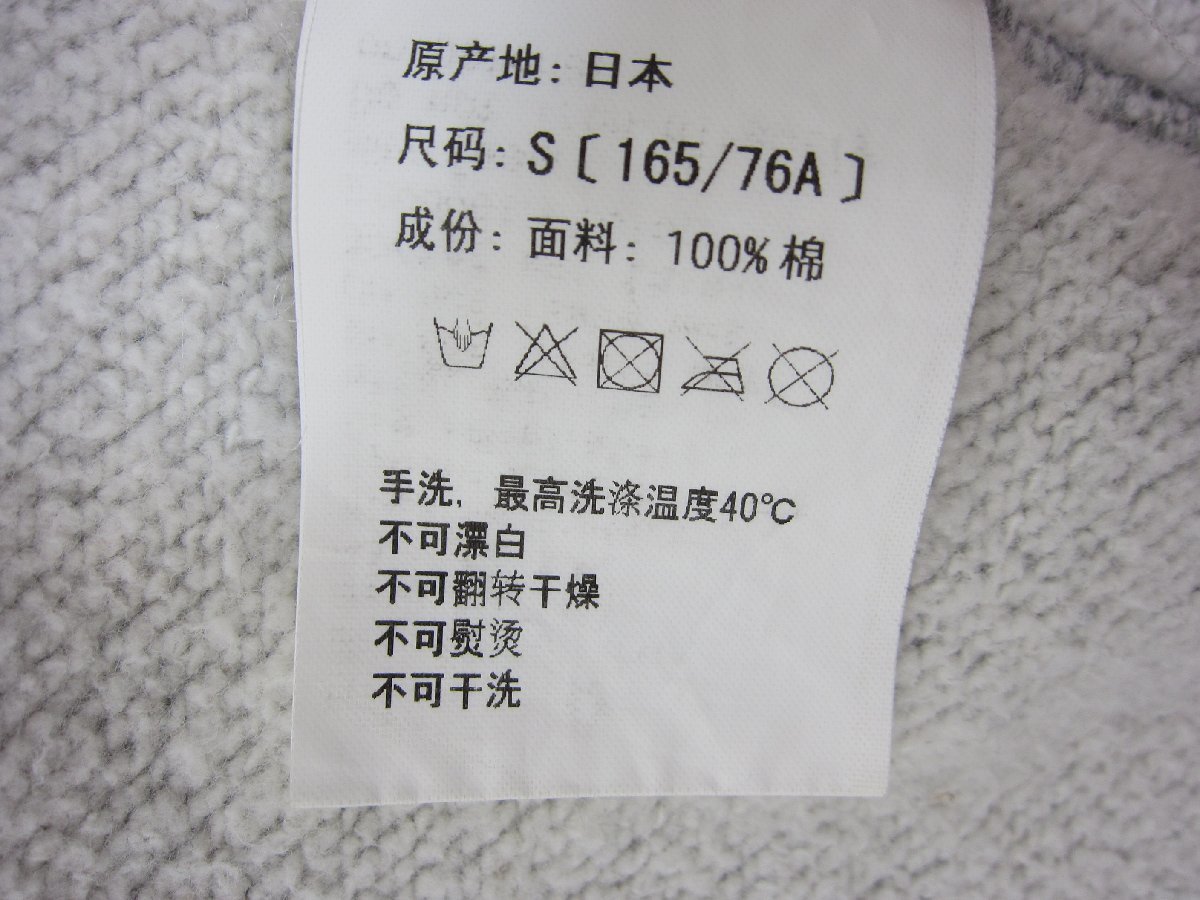 原产地: 日本
尺码: S〔165/76A〕
成份: 面料: 100%棉
手洗, 最高洗涤温度40℃
不可漂白
不可翻转干燥
不可熨烫
不可干洗